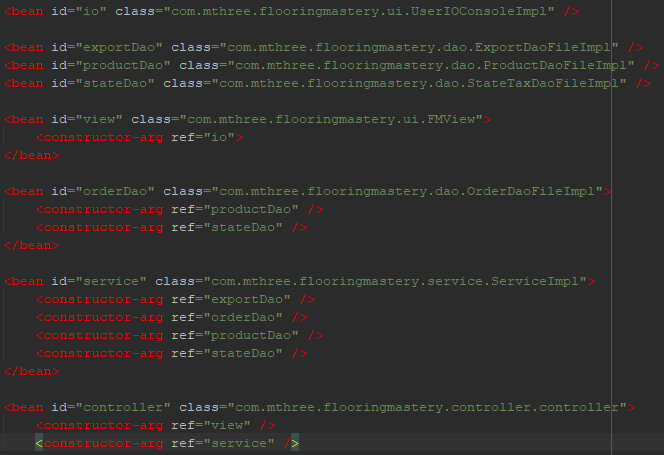 <bean id="io" class="com.mthree.flooringmastery.ui.UserIOConsoleImpl" />
<bean id="exportDao" class="com.mthree.flooringmastery.dao.ExportDaoFileImpl" />
<bean id="productDao" class="com.mthree.flooringmastery.dao.ProductDaoFileImpl" />
<bean id="stateDao" class="com.mthree.flooringmastery.dao.StateTaxDaoFileImpl" />
<bean id="view" class="com.mthree.flooringmastery.ui.FMView">
<constructor-arg ref="io">
</bean>
<bean id="orderDao" class="com.mthree.flooringmastery.dao.OrderDaoFileImpl">
<constructor-arg ref="productDao" />
<constructor-arg ref="stateDao" />
</bean>
<bean id="service" class="com.mthree.flooringmastery.service.ServiceImpl">
<constructor-arg ref="exportDao" />
<constructor-arg ref="orderDao" />
<constructor-arg ref="productDao" />
<constructor-arg ref="stateDao" />
</bean>
<bean id="controller" class="com.mthree.flooringmastery.controller.controller">
<constructor-arg ref="view" />
<constructor-arg ref="service" />